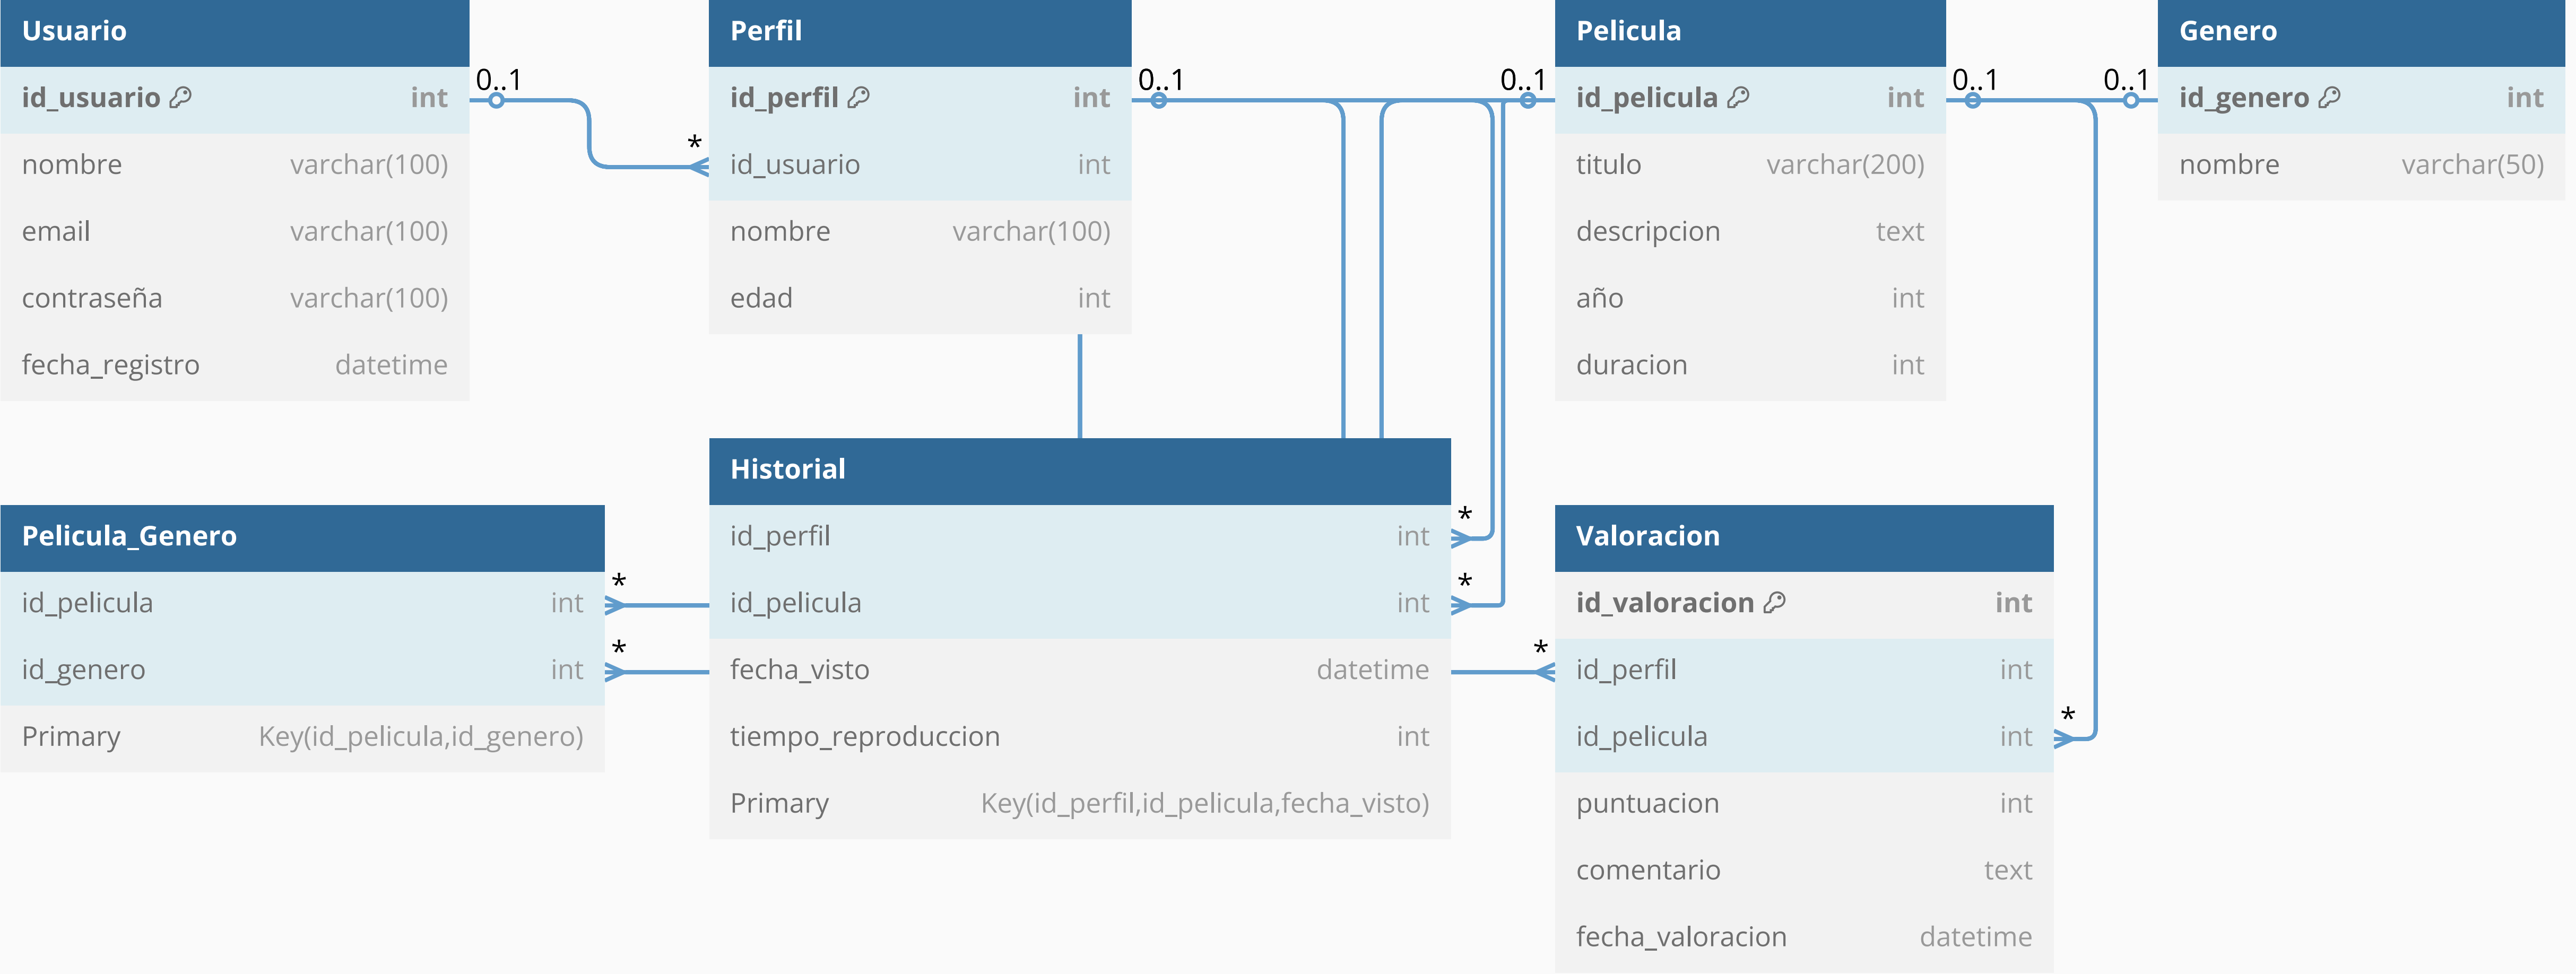 Usuario
id_usuario int
nombre varchar(100)
email varchar(100)
contraseña varchar(100)
fecha_registro datetime
0..1
*
Perfil
id_perfil int
id_usuario int
nombre varchar(100)
edad int
0..1
0..1
Pelicula
id_pelicula int
titulo varchar(200)
descripcion text
año int
duracion int
0..1
0..1
Genero
id_genero int
nombre varchar(50)
Pelicula_Genero
id_pelicula int
id_genero int
Primary Key(id_pelicula,id_genero)
*
*
Historial
id_perfil int
id_pelicula int
fecha_visto datetime
tiempo_reproduccion int
Primary Key(id_perfil,id_pelicula,fecha_visto)
*
*
*
Valoracion
id_valoracion int
id_perfil int
id_pelicula int
puntuacion int
comentario text
fecha_valoracion datetime
*